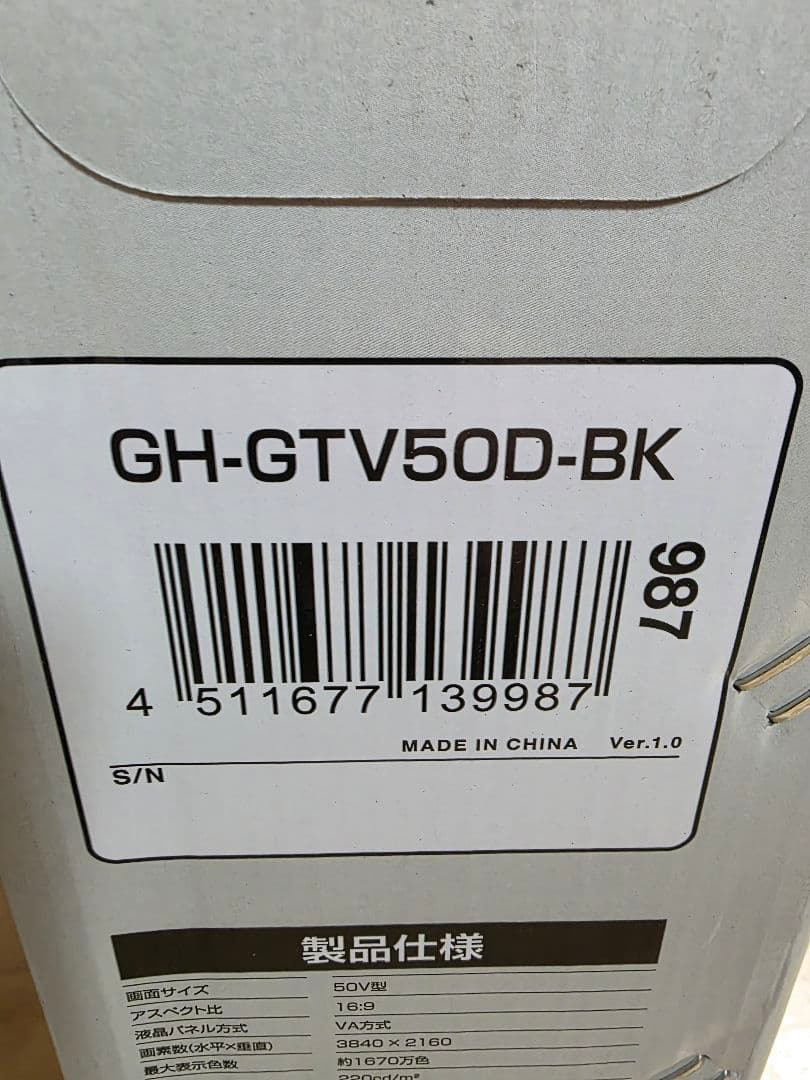 GH-GTV50D-BK
987
4 511677 139987
MADE IN CHINA Ver.1.0
S/N
製品仕様
画面サイズ 50V型
アスペクト比 16:9
液晶パネル方式 VA方式
画素数(水平×垂直) 3840 × 2160
最大表示色数 約1670万色
220cd/m²